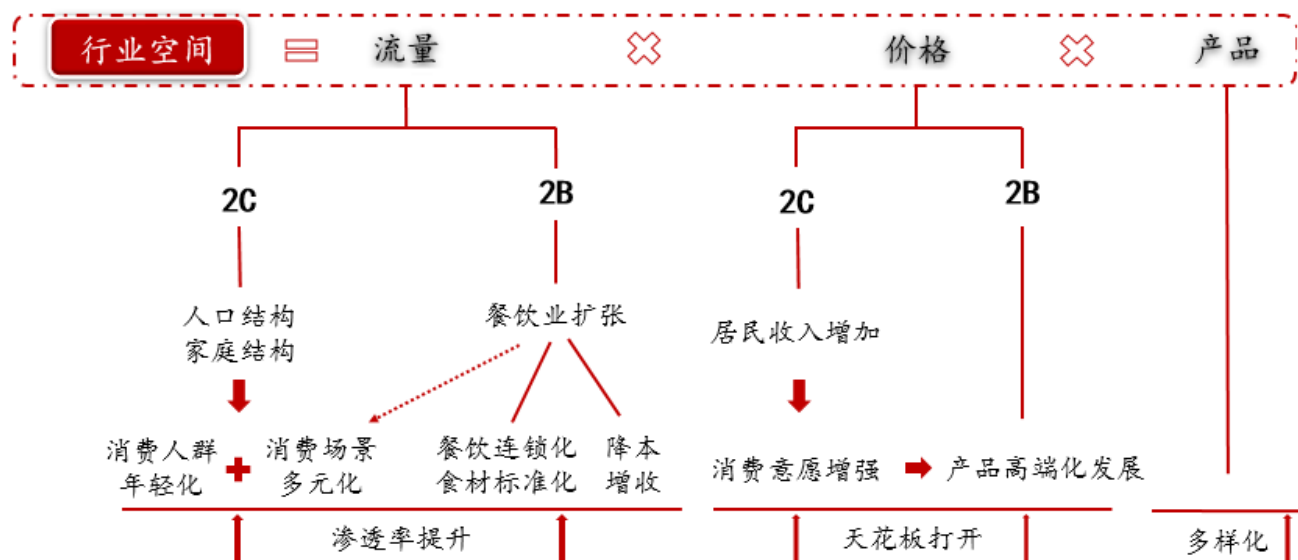 行业空间 = 流量 × 价格 × 产品
2C 2B 2C 2B
人口结构
家庭结构
餐饮业扩张
居民收入增加
消费人群
年轻化
+
消费场景
多元化
餐饮连锁化
食材标准化
降本
增收
消费意愿增强
产品高端化发展
渗透率提升
天花板打开
多样化